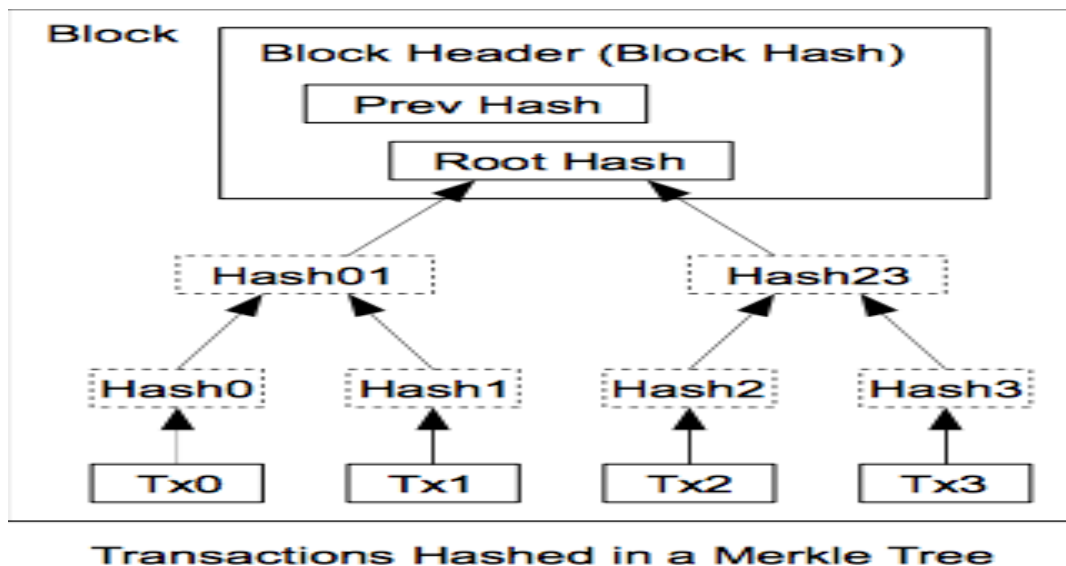 Block
Block Header (Block Hash)
Prev Hash
Root Hash
Hash01 Hash23
Hash0 Hash1 Hash2 Hash3
Tx0 Tx1 Tx2 Tx3
Transactions Hashed in a Merkle Tree